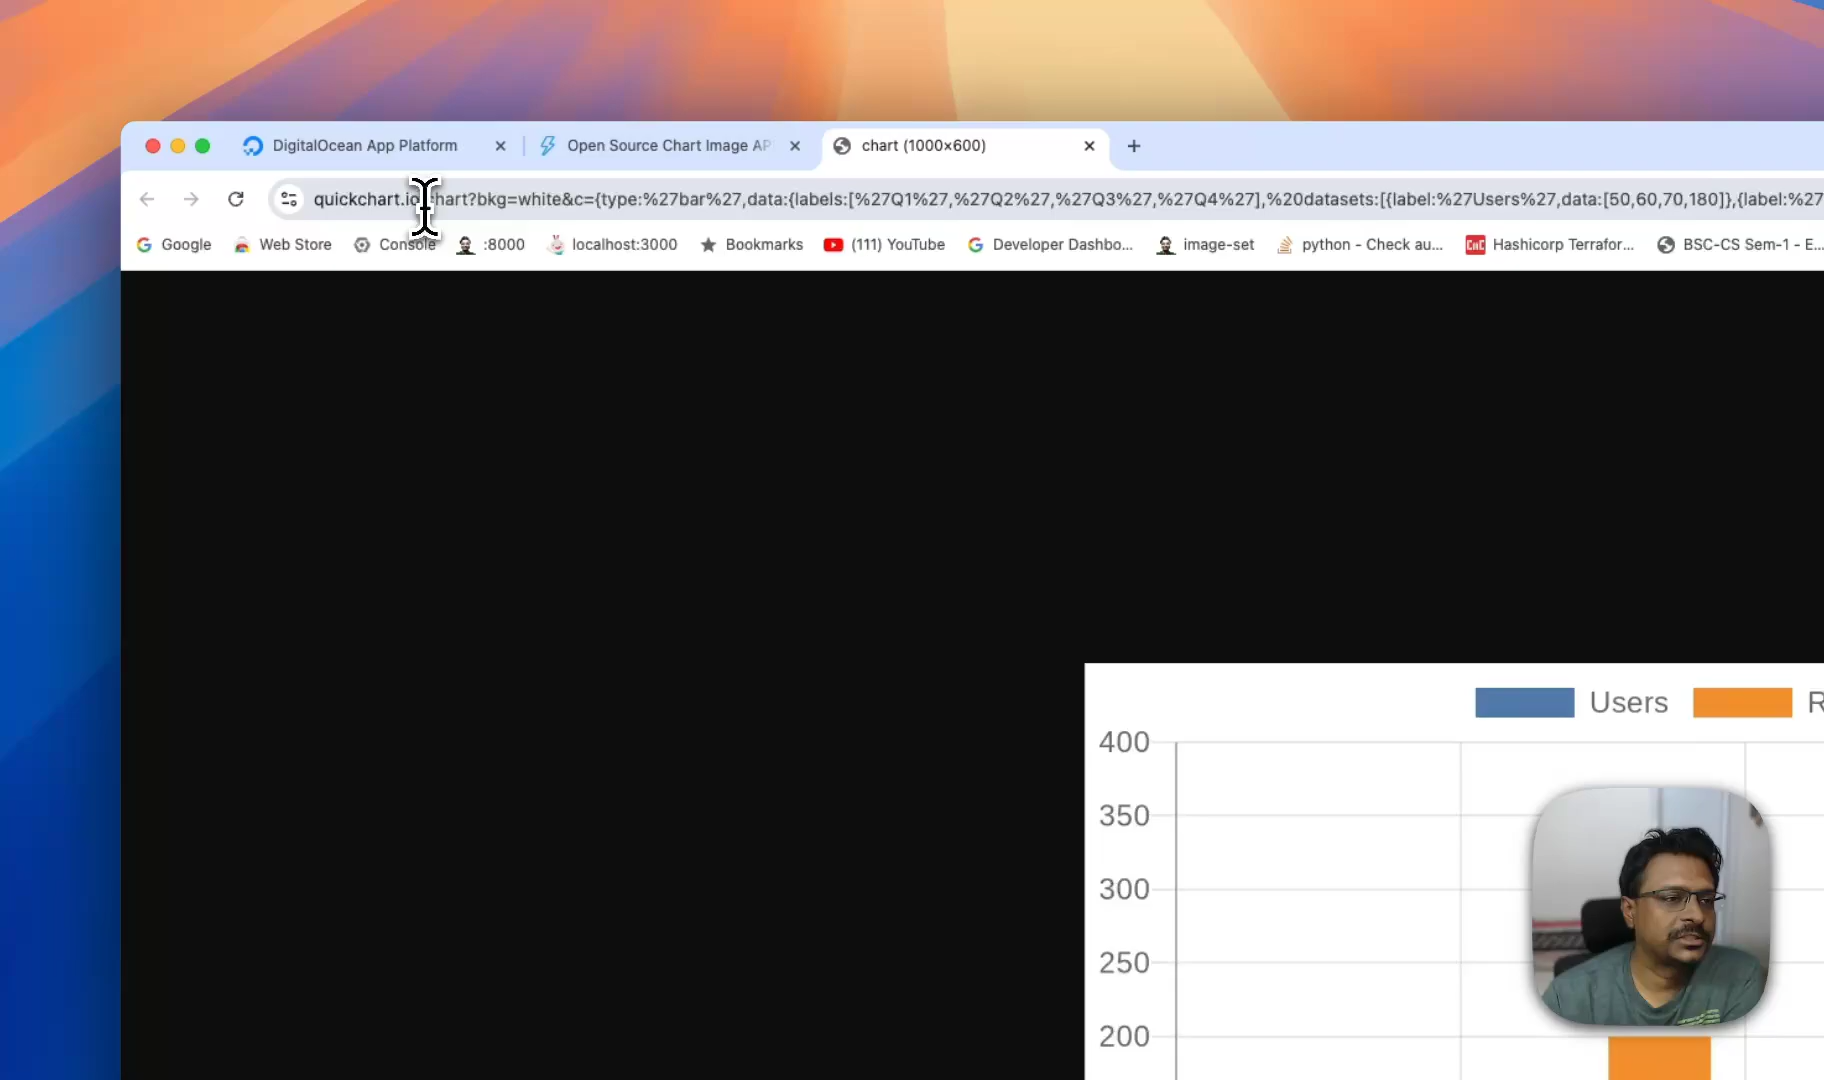 DigitalOcean App Platform
Open Source Chart Image AP
chart (1000×600)
quickchart.io/chart?bkg=white&c={type:%27bar%27,data:{labels:[%27Q1%27,%27Q2%27,%27Q3%27,%27Q4%27],%20datasets:[{label:%27Users%27,data:[50,60,70,180]},{label:%27
Google
Web Store
Console
:8000
localhost:3000
Bookmarks
(111) YouTube
Developer Dashbo...
image-set
python - Check au...
Hashicorp Terrafor...
BSC-CS Sem-1 - E...
Users
R
400
350
300
250
200